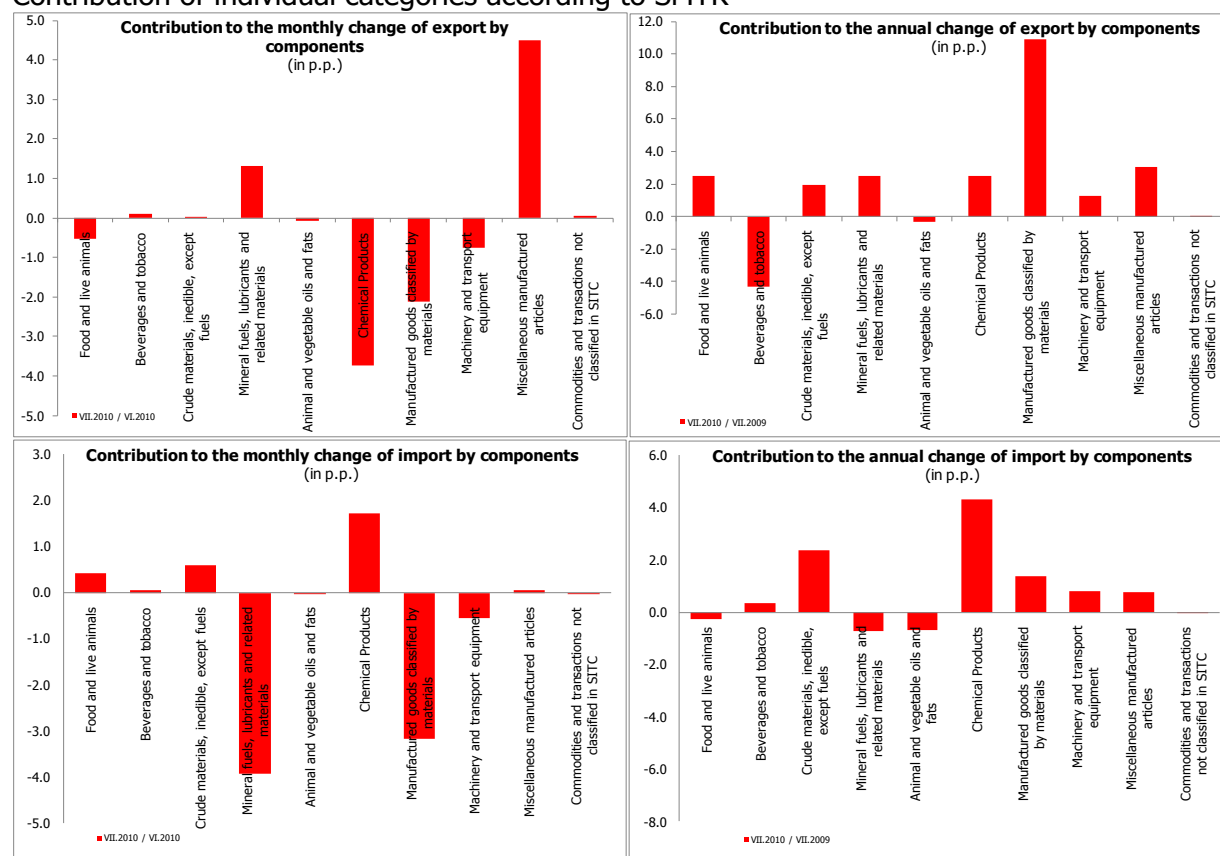 Contribution of individual categories according to SMTK
Contribution to the monthly change of export by
components
(in p.p.)
5.0
4.0
3.0
2.0
1.0
0.0
-1.0
-2.0
-3.0
-4.0
-5.0
Food and live animals
Beverages and tobacco
Crude materials, inedible, except
fuels
Mineral fuels, lubricants and
related materials
Animal and vegetable oils and fats
Chemical Products
Manufactured goods classified by
materials
Machinery and transport
equipment
Miscellaneous manufactured
articles
Commodities and transactions not
classified in SITC
VII.2010 / VI.2010
Contribution to the annual change of export by components
(in p.p.)
12.0
10.0
8.0
6.0
4.0
2.0
0.0
-2.0
-4.0
-6.0
Food and live animals
Beverages and tobacco
Crude materials, inedible, except
fuels
Mineral fuels, lubricants and
related materials
Animal and vegetable oils and fats
Chemical Products
Manufactured goods classified by
materials
Machinery and transport
equipment
Miscellaneous manufactured
articles
Commodities and transactions not
classified in SITC
VII.2010 / VII.2009
Contribution to the monthly change of import by components
(in p.p.)
3.0
2.0
1.0
0.0
-1.0
-2.0
-3.0
-4.0
-5.0
Food and live animals
Beverages and tobacco
Crude materials, inedible, except fuels
Mineral fuels, lubricants and related
materials
Animal and vegetable oils and fats
Chemical Products
Manufactured goods classified by
materials
Machinery and transport equipment
Miscellaneous manufactured articles
Commodities and transactions not
classified in SITC
VII.2010 / VI.2010
Contribution to the annual change of import by components
(in p.p.)
6.0
4.0
2.0
0.0
-2.0
-4.0
-6.0
-8.0
Food and live animals
Beverages and tobacco
Crude materials, inedible,
except fuels
Mineral fuels, lubricants and
related materials
Animal and vegetable oils and
fats
Chemical Products
Manufactured goods classified
by materials
Machinery and transport
equipment
Miscellaneous manufactured
articles
Commodities and transactions
not classified in SITC
VII.2010 / VII.2009